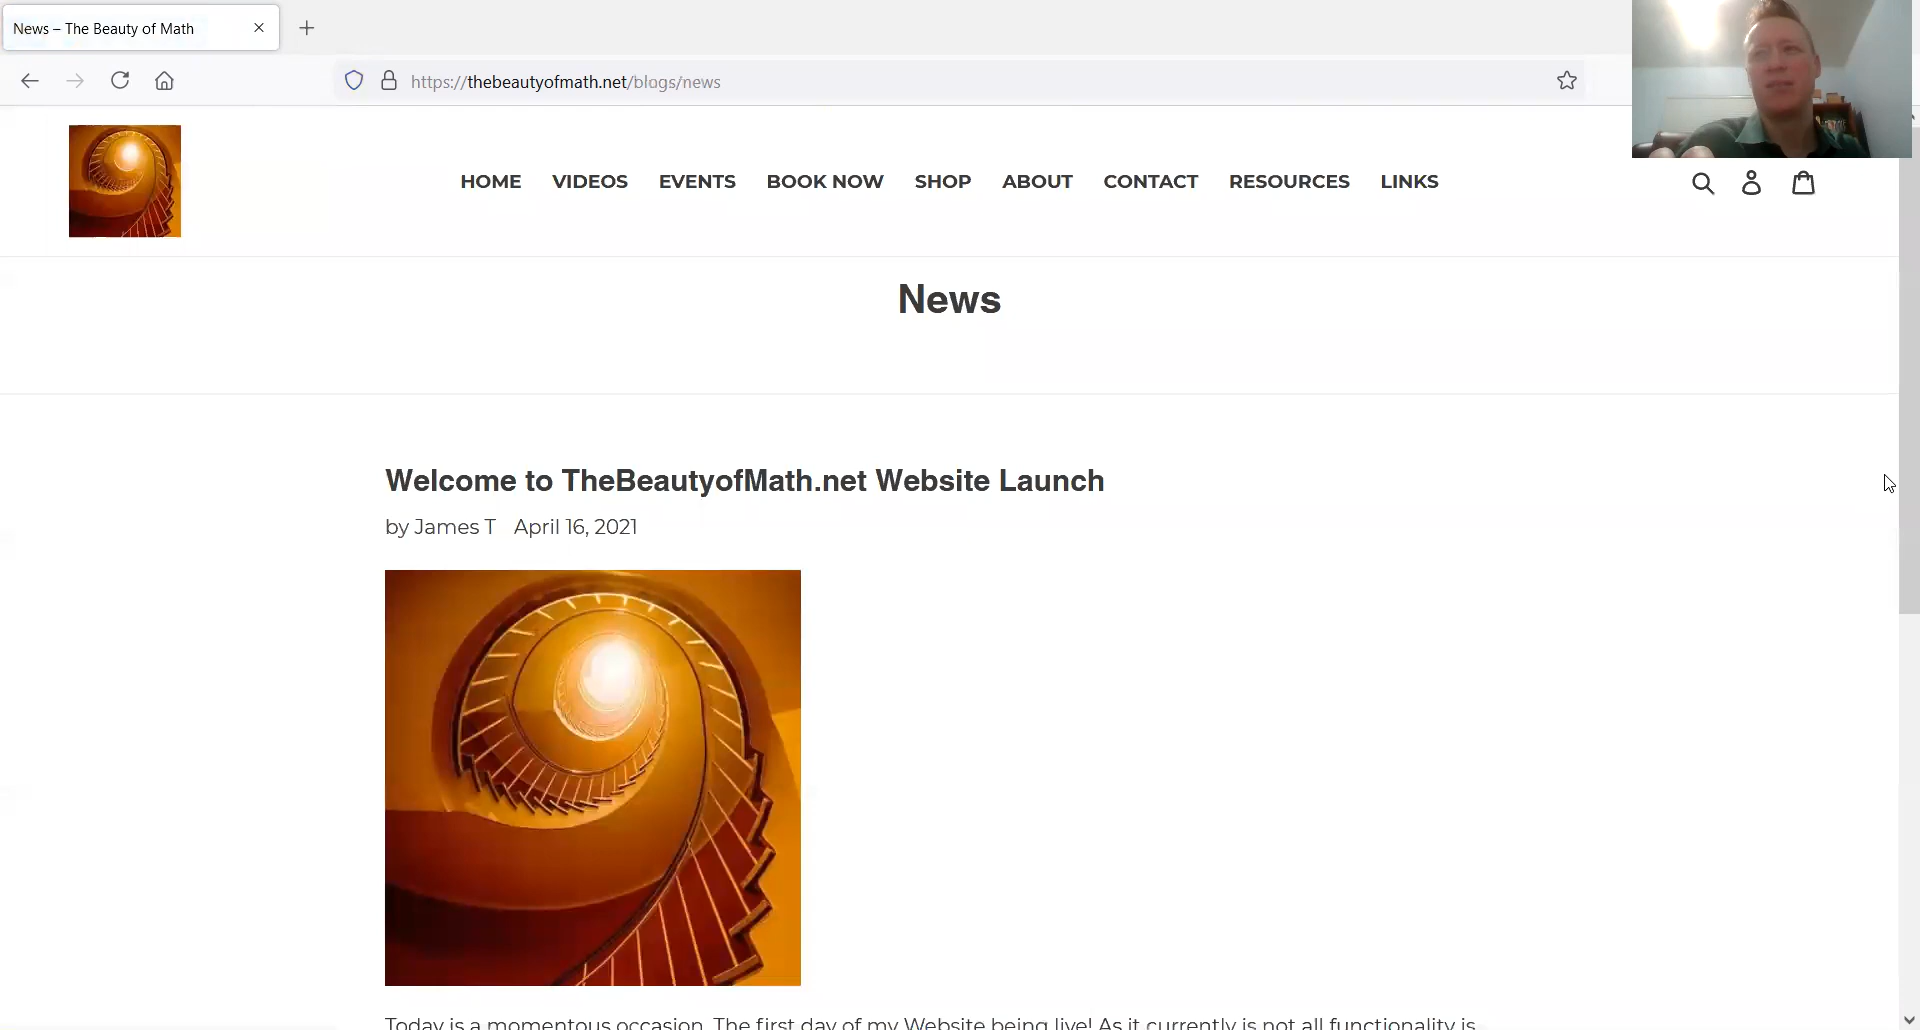 News – The Beauty of Math
https://thebeautyofmath.net/blogs/news
HOME VIDEOS EVENTS BOOK NOW SHOP ABOUT CONTACT RESOURCES LINKS
News
Welcome to TheBeautyofMath.net Website Launch
by James T April 16, 2021
Today is a momentous occasion. The first day of my Website being live! As it currently is not all functionality is